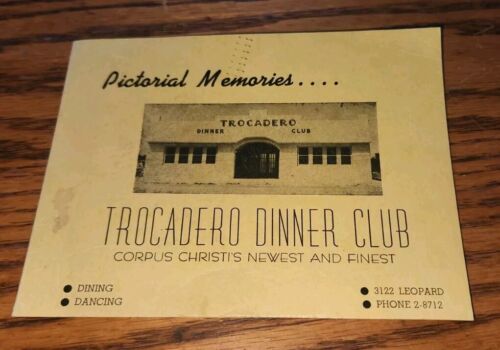 Pictorial Memories....
TROCADERO
DINNER CLUB
TROCADERO DINNER CLUB
CORPUS CHRISTI'S NEWEST AND FINEST
● DINING
● DANCING
● 3122 LEOPARD
● PHONE 2-8712